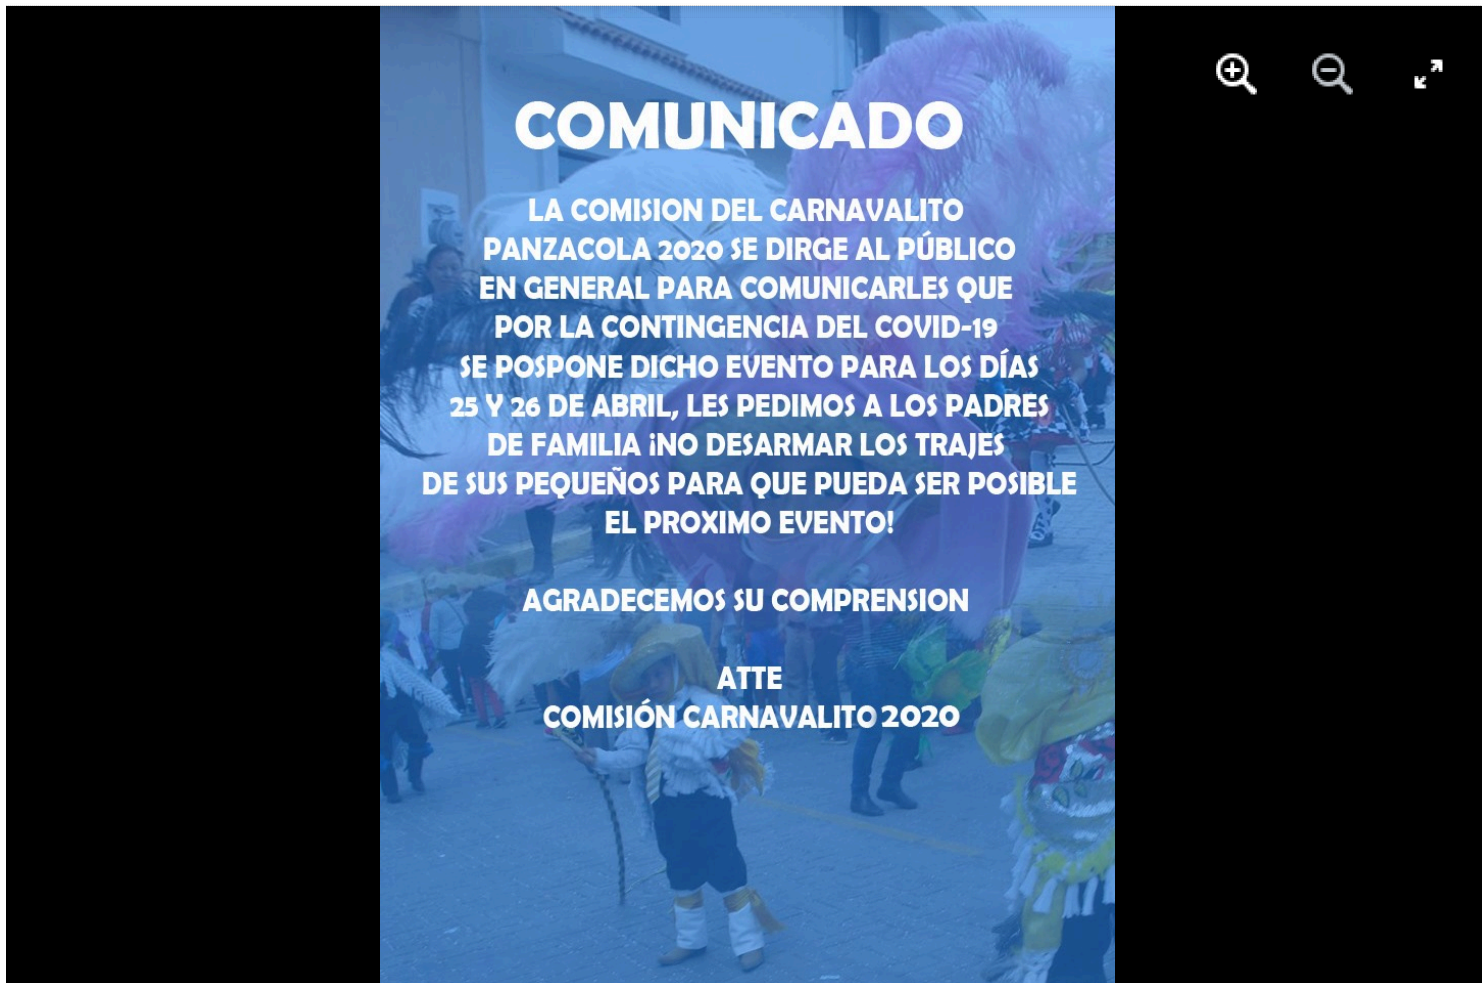 COMUNICADO
LA COMISION DEL CARNAVALITO
PANZACOLA 2020 SE DIRGE AL PÚBLICO
EN GENERAL PARA COMUNICARLES QUE
POR LA CONTINGENCIA DEL COVID-19
SE POSPONE DICHO EVENTO PARA LOS DÍAS
25 Y 26 DE ABRIL, LES PEDIMOS A LOS PADRES
DE FAMILIA ¡NO DESARMAR LOS TRAJES
DE SUS PEQUEÑOS PARA QUE PUEDA SER POSIBLE
EL PROXIMO EVENTO!
AGRADECEMOS SU COMPRENSION
ATTE
COMISIÓN CARNAVALITO 2020